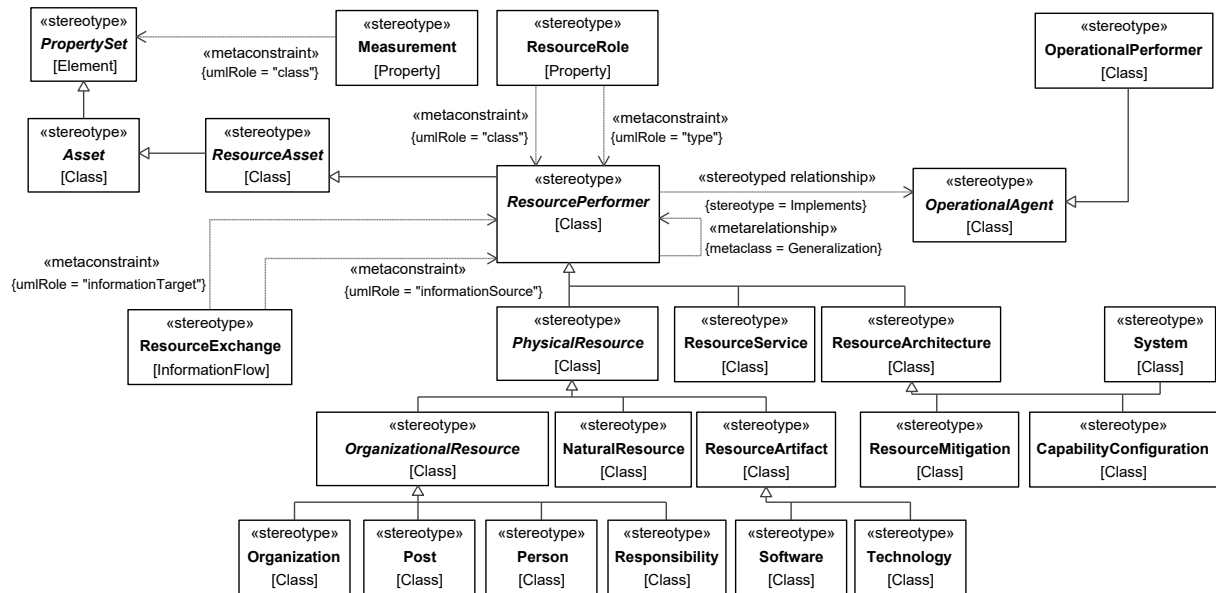 «stereotype»
PropertySet
[Element]
«metaconstraint»
{umlRole = "class"}
«stereotype»
Measurement
[Property]
«stereotype»
ResourceRole
[Property]
«stereotype»
OperationalPerformer
[Class]
«stereotype»
Asset
[Class]
«stereotype»
ResourceAsset
[Class]
«metaconstraint»
{umlRole = "class"}
«metaconstraint»
{umlRole = "type"}
«stereotype»
ResourcePerformer
[Class]
«stereotyped relationship»
{stereotype = Implements}
«metarelationship»
{metaclass = Generalization}
«stereotype»
OperationalAgent
[Class]
«metaconstraint»
{umlRole = "informationTarget"}
«metaconstraint»
{umlRole = "informationSource"}
«stereotype»
ResourceExchange
[InformationFlow]
«stereotype»
PhysicalResource
[Class]
«stereotype»
ResourceService
[Class]
«stereotype»
ResourceArchitecture
[Class]
«stereotype»
System
[Class]
«stereotype»
OrganizationalResource
[Class]
«stereotype»
NaturalResource
[Class]
«stereotype»
ResourceArtifact
[Class]
«stereotype»
ResourceMitigation
[Class]
«stereotype»
CapabilityConfiguration
[Class]
«stereotype»
Organization
[Class]
«stereotype»
Post
[Class]
«stereotype»
Person
[Class]
«stereotype»
Responsibility
[Class]
«stereotype»
Software
[Class]
«stereotype»
Technology
[Class]